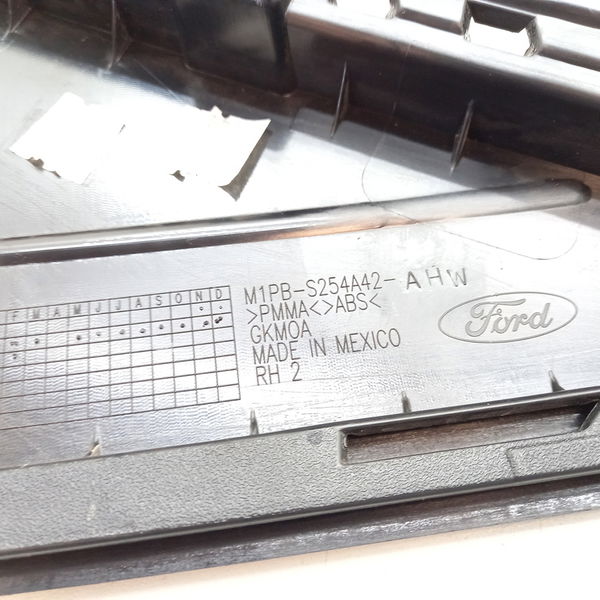 F M A M J J A S O N D
M1PB-S254A42-AHW
>PMMA<>ABS<
GKMOA
MADE IN MEXICO
RH 2
Ford